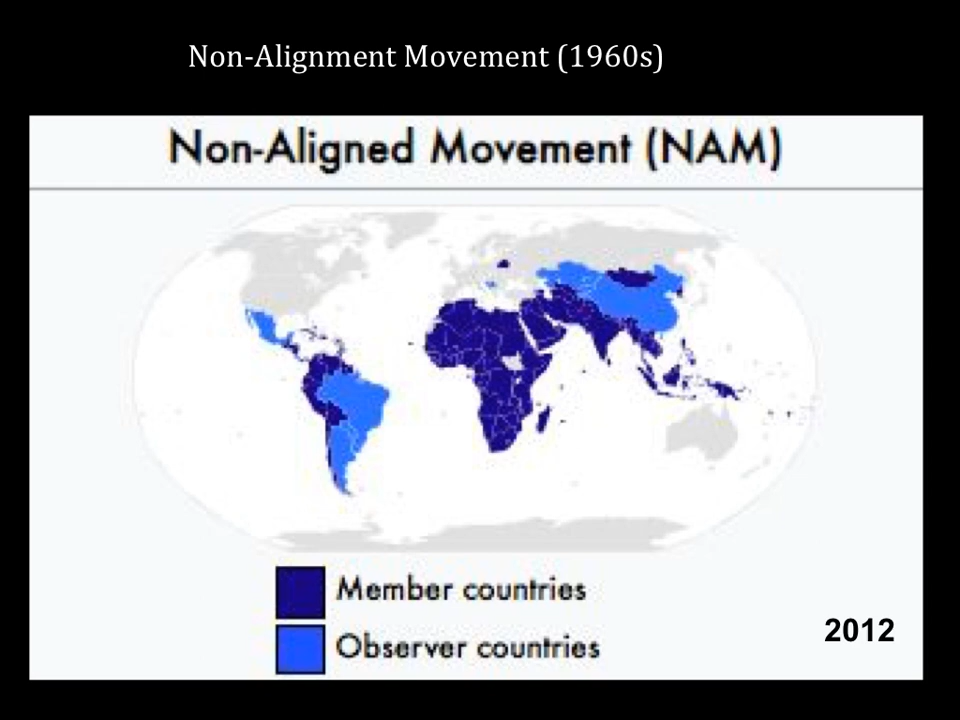 Non-Alignment Movement (1960s)
Non-Aligned Movement (NAM)
Member countries
Observer countries
2012